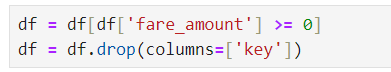 df = df[df['fare_amount'] >= 0]
df = df.drop(columns=['key'])